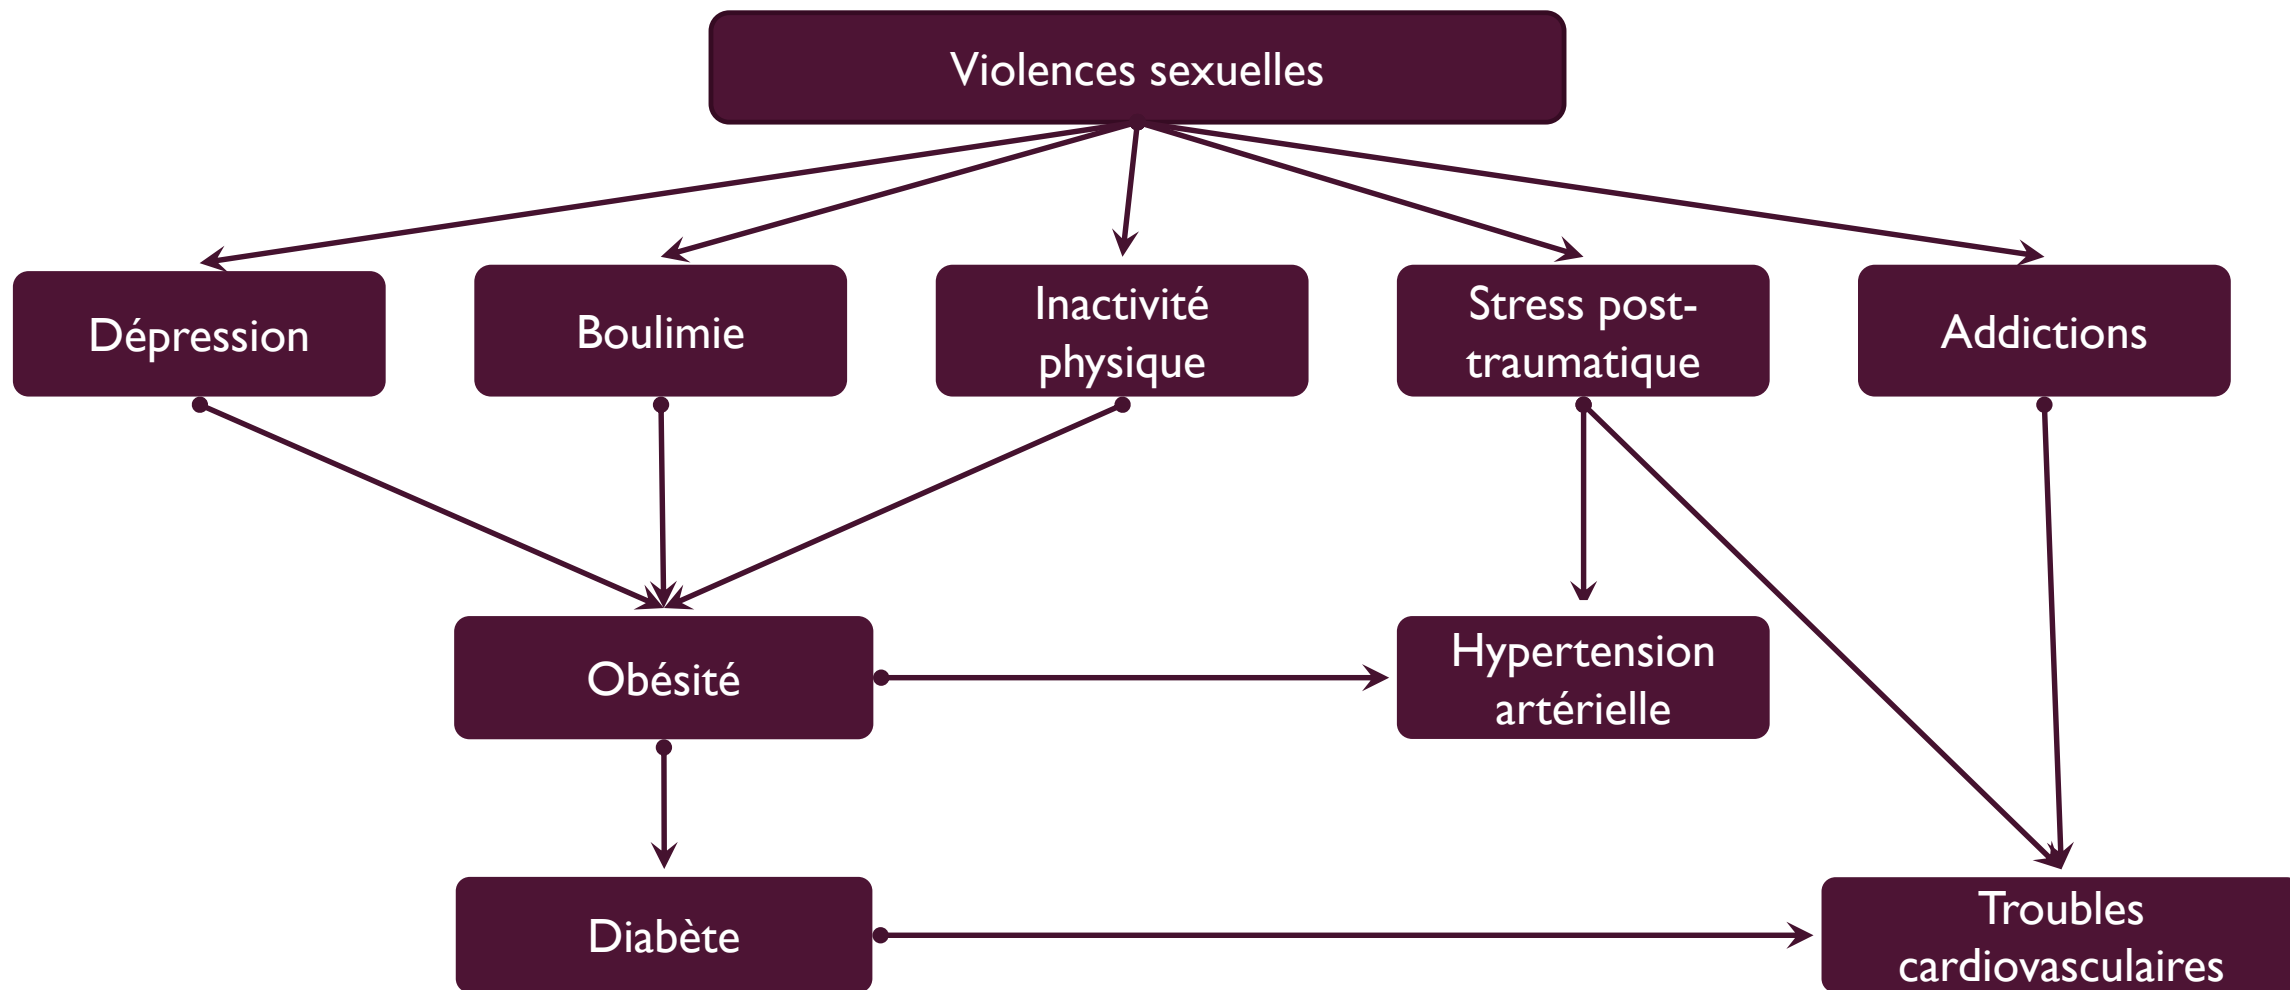 Violences sexuelles
Dépression
Boulimie
Inactivité
physique
Stress post-
traumatique
Addictions
Obésité
Hypertension
artérielle
Diabète
Troubles
cardiovasculaires